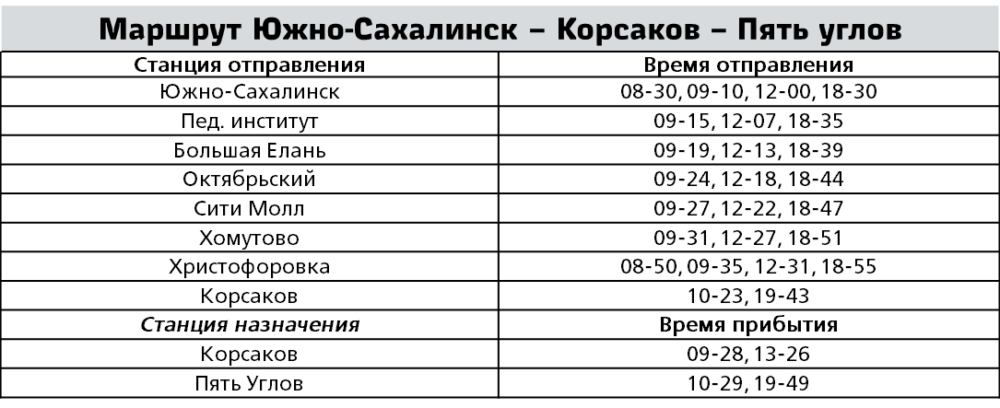 Маршрут Южно-Сахалинск – Корсаков – Пять углов
Станция отправления Время отправления
Южно-Сахалинск 08-30, 09-10, 12-00, 18-30
Пед. институт 09-15, 12-07, 18-35
Большая Елань 09-19, 12-13, 18-39
Октябрьский 09-24, 12-18, 18-44
Сити Молл 09-27, 12-22, 18-47
Хомутово 09-31, 12-27, 18-51
Христофоровка 08-50, 09-35, 12-31, 18-55
Корсаков 10-23, 19-43
Станция назначения Время прибытия
Корсаков 09-28, 13-26
Пять Углов 10-29, 19-49